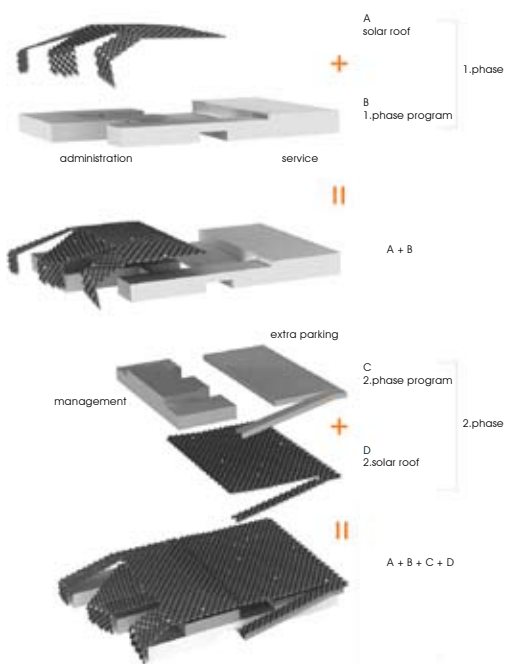 A
solar roof
+
1.phase
B
1.phase program
administration
service
=
A + B
extra parking
C
2.phase program
management
+
2.phase
D
2.solar roof
=
A + B + C + D